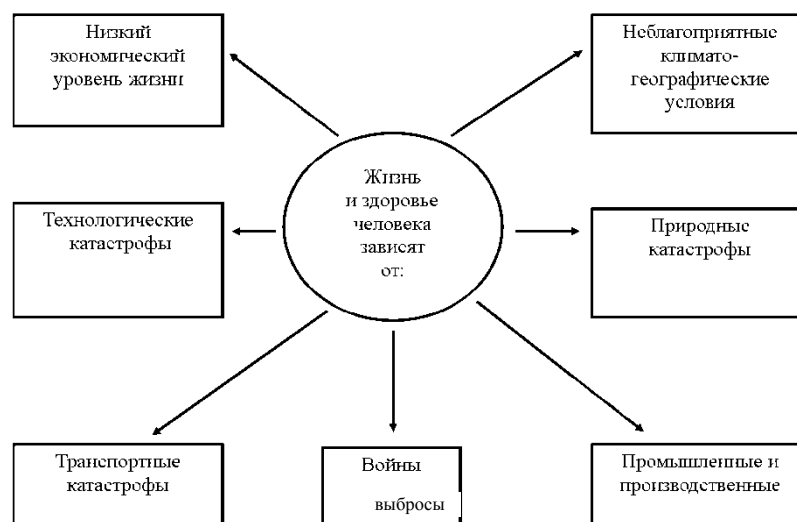 Низкий
экономический
уровень жизни
Неблагоприятные
климато-
географические
условия
Жизнь
и здоровье
человека
зависят
от:
Технологические
катастрофы
Природные
катастрофы
Транспортные
катастрофы
Войны
выбросы
Промышленные и
производственные